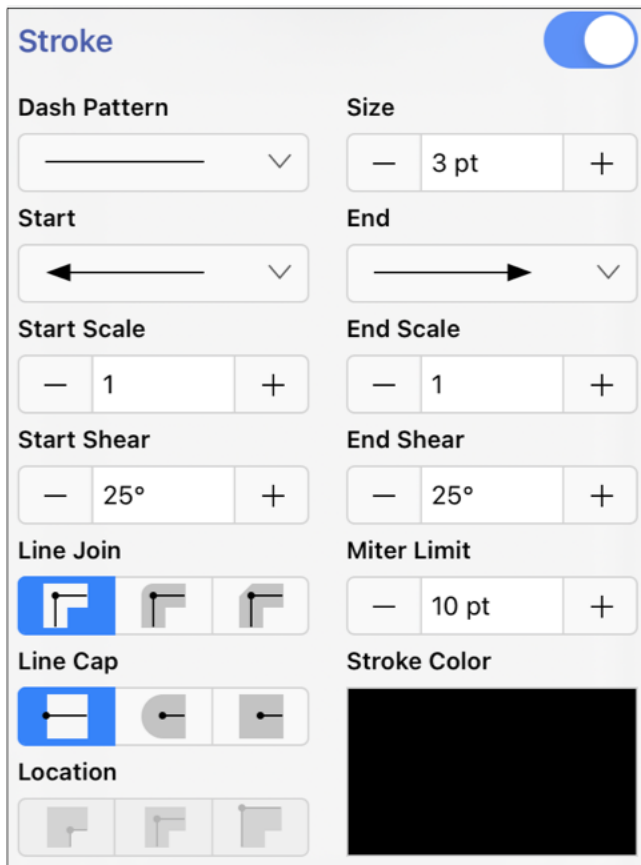 Stroke
Dash Pattern
Size
3 pt
Start
End
Start Scale
End Scale
1
1
Start Shear
End Shear
25°
25°
Line Join
Miter Limit
10 pt
Line Cap
Stroke Color
Location